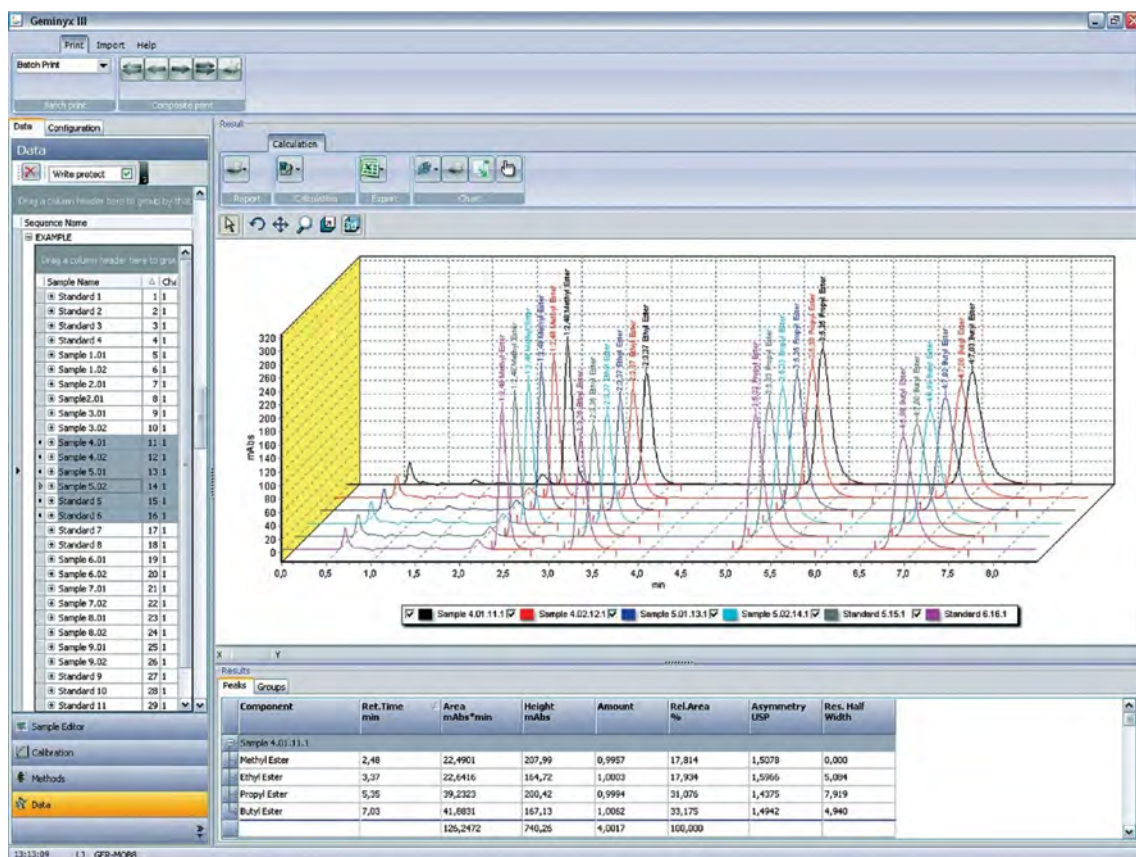 Geminyx III
Print Import Help
Batch Print
Batch print Composite print
Data Configuration
Data
Write protect
Drag a column header here to group by that
Sequence Name
EXAMPLE
Drag a column header here to grou
Sample Name Cha
Standard 1 1 1
Standard 2 2 1
Standard 3 3 1
Standard 4 4 1
Sample 1.01 5 1
Sample 1.02 6 1
Sample 2.01 7 1
Sample2.01 8 1
Sample 3.01 9 1
Sample 3.02 10 1
Sample 4.01 11 1
Sample 4.02 12 1
Sample 5.01 13 1
Sample 5.02 14 1
Standard 5 15 1
Standard 6 16 1
Standard 7 17 1
Standard 8 18 1
Sample 6.01 19 1
Sample 6.02 20 1
Sample 7.01 21 1
Sample 7.02 22 1
Sample 8.01 23 1
Sample 8.02 24 1
Sample 9.01 25 1
Sample 9.02 26 1
Standard 9 27 1
Standard 10 28 1
Standard 11 29 1
Sample Editor
Calibration
Methods
Data
Result
Calculation
Report Calculation Export Chart
320
300
280
260
240
220
200
180
160
140
120
100
80
60
40
20
0
mAbs
1:2,48 Methyl Ester
2:3,37 Ethyl Ester
3:5,35 Propyl Ester
4:7,03 Butyl Ester
0,0 0,5 1,0 1,5 2,0 2,5 3,0 3,5 4,0 4,5 5,0 5,5 6,0 6,5 7,0 7,5 8,0
min
Sample 4.01.11.1 Sample 4.02.12.1 Sample 5.01.13.1 Sample 5.02.14.1 Standard 5.15.1 Standard 6.16.1
X Y
Results
Peaks Groups
Component Ret.Time min Area mAbs*min Height mAbs Amount Rel.Area % Asymmetry USP Res. Half Width
Sample 4.01.11.1
Methyl Ester 2,48 22,4901 207,99 0,9957 17,814 1,5078 0,000
Ethyl Ester 3,37 22,6416 164,72 1,0003 17,934 1,5966 5,084
Propyl Ester 5,35 39,2323 200,42 0,9994 31,076 1,4375 7,919
Butyl Ester 7,03 41,8831 167,13 1,0062 33,175 1,4942 4,940
126,2472 740,26 4,0017 100,000
13:13:09 GER-MOB8